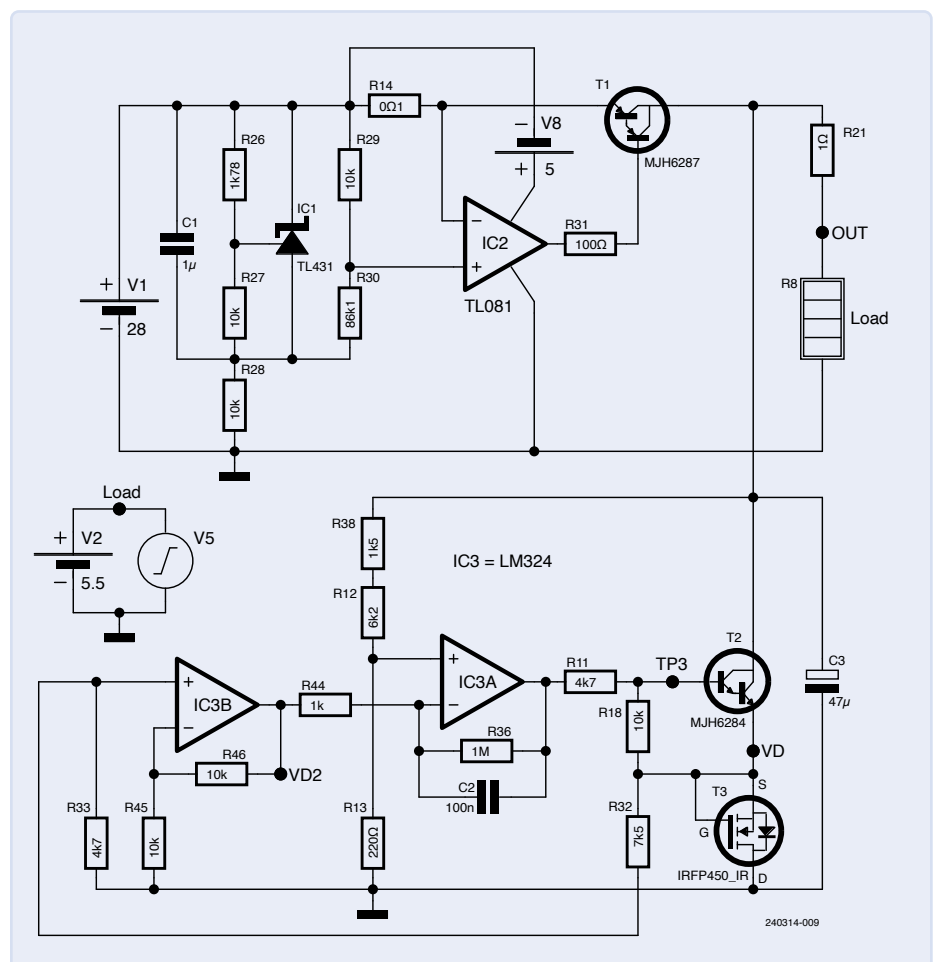 R14
0Ω1
T1
MJH6287
−
V8
+
5
R26
1k78
R29
10k
R21
1Ω
C1
1µ
IC1
TL431
−
IC2
+
TL081
R31
100Ω
OUT
R27
10k
R30
86k1
+
V1
−
28
R8
Load
R28
10k
Load
+
V2
−
5.5
V5
R38
1k5
IC3 = LM324
R12
6k2
T2
MJH6284
C3
47µ
+
IC3B
−
R44
1k
+
IC3A
−
R11
4k7
TP3
R18
10k
R46
10k
VD2
R36
1M
C2
100n
VD
R33
4k7
R45
10k
R13
220Ω
R32
7k5
T3
S
G
D
IRFP450_IR
240314-009